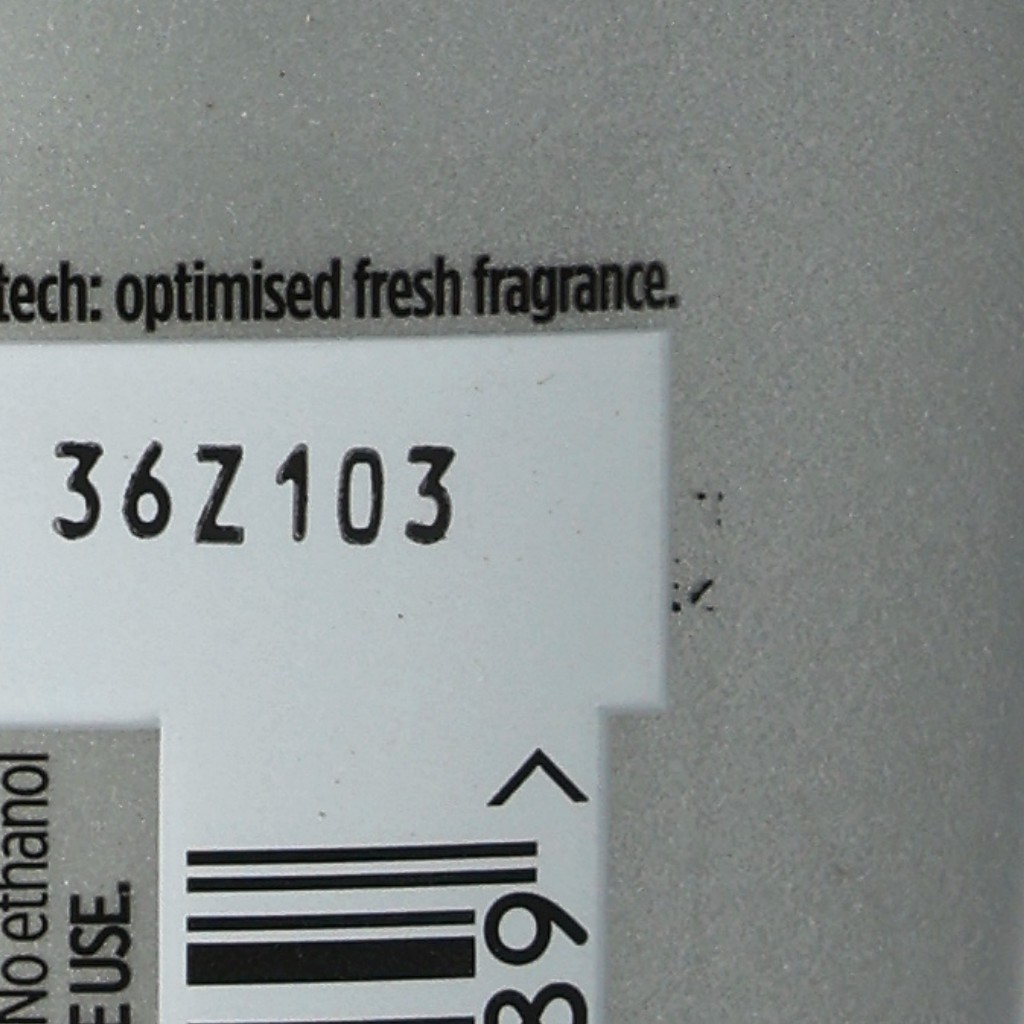 tech: optimised fresh fragrance.
36Z103
No ethanol
E USE.
89 >